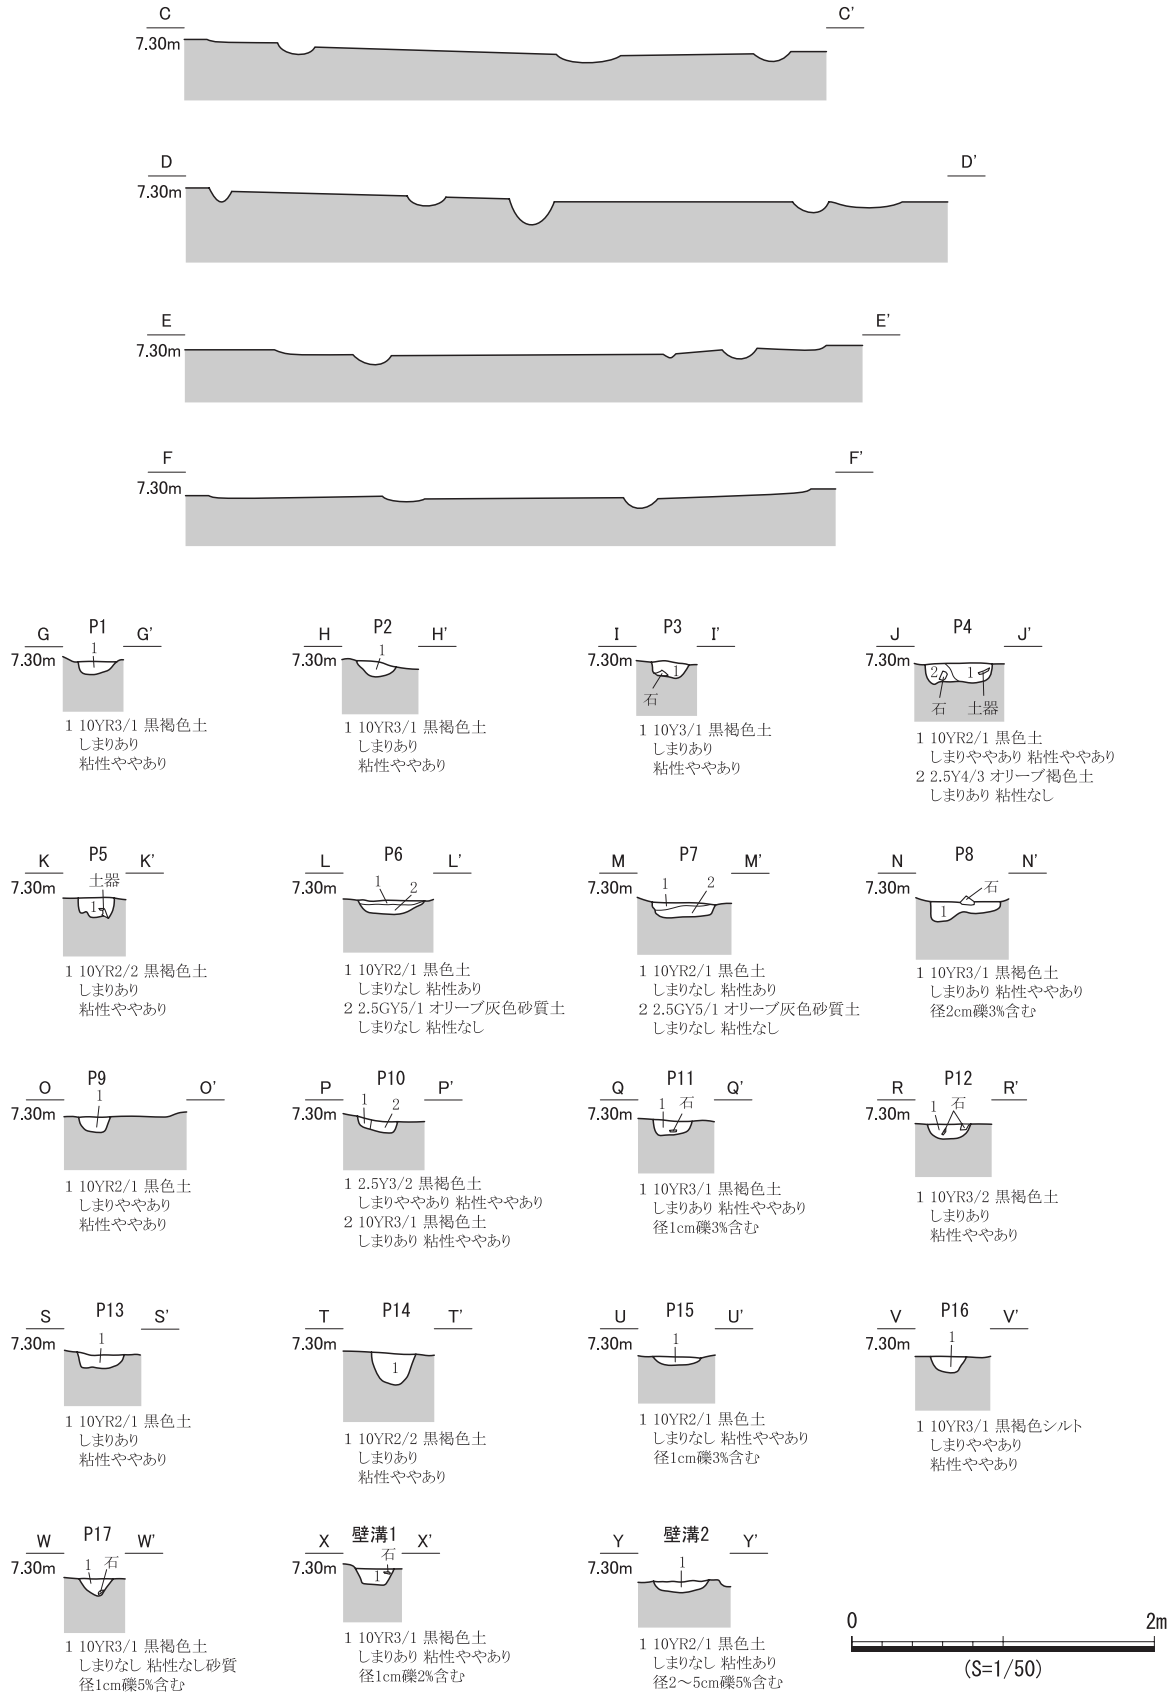 C C'
7.30m
D D'
7.30m
E E'
7.30m
F F'
7.30m
G P1 G'
7.30m
1
1 10YR3/1 黒褐色土
しまりあり
粘性ややあり
H P2 H'
7.30m
1
1 10YR3/1 黒褐色土
しまりあり
粘性ややあり
I P3 I'
7.30m
1
石
1 10Y3/1 黒褐色土
しまりあり
粘性ややあり
J P4 J'
7.30m
2 1
石 土器
1 10YR2/1 黒色土
しまりややあり 粘性ややあり
2 2.5Y4/3 オリーブ褐色土
しまりあり 粘性なし
K P5 K'
土器
7.30m
1
1 10YR2/2 黒褐色土
しまりあり
粘性ややあり
L P6 L'
7.30m
1 2
1 10YR2/1 黒色土
しまりなし 粘性あり
2 2.5GY5/1 オリーブ灰色砂質土
しまりなし 粘性なし
M P7 M'
7.30m
1 2
1 10YR2/1 黒色土
しまりなし 粘性あり
2 2.5GY5/1 オリーブ灰色砂質土
しまりなし 粘性なし
N P8 N'
7.30m
石
1
1 10YR3/1 黒褐色土
しまりあり 粘性ややあり
径2cm礫3%含む
O P9 O'
7.30m
1
1 10YR2/1 黒色土
しまりややあり
粘性ややあり
P P10 P'
7.30m
1 2
1 2.5Y3/2 黒褐色土
しまりややあり 粘性ややあり
2 10YR3/1 黒褐色土
しまりあり 粘性ややあり
Q P11 Q'
7.30m
1 石
1 10YR3/1 黒褐色土
しまりあり 粘性ややあり
径1cm礫3%含む
R P12 R'
7.30m
1 石
1 10YR3/2 黒褐色土
しまりあり
粘性ややあり
S P13 S'
7.30m
1
1 10YR2/1 黒色土
しまりあり
粘性ややあり
T P14 T'
7.30m
1
1 10YR2/2 黒褐色土
しまりあり
粘性ややあり
U P15 U'
7.30m
1
1 10YR2/1 黒色土
しまりなし 粘性ややあり
径1cm礫3%含む
V P16 V'
7.30m
1
1 10YR3/1 黒褐色シルト
しまりややあり
粘性ややあり
W P17 W'
7.30m
1 石
1 10YR3/1 黒褐色土
しまりなし 粘性なし砂質
径1cm礫5%含む
X 壁溝1 X'
7.30m
石
1
1 10YR3/1 黒褐色土
しまりあり 粘性ややあり
径1cm礫2%含む
Y 壁溝2 Y'
7.30m
1
1 10YR2/1 黒色土
しまりなし 粘性あり
径2～5cm礫5%含む
0 2m
(S=1/50)